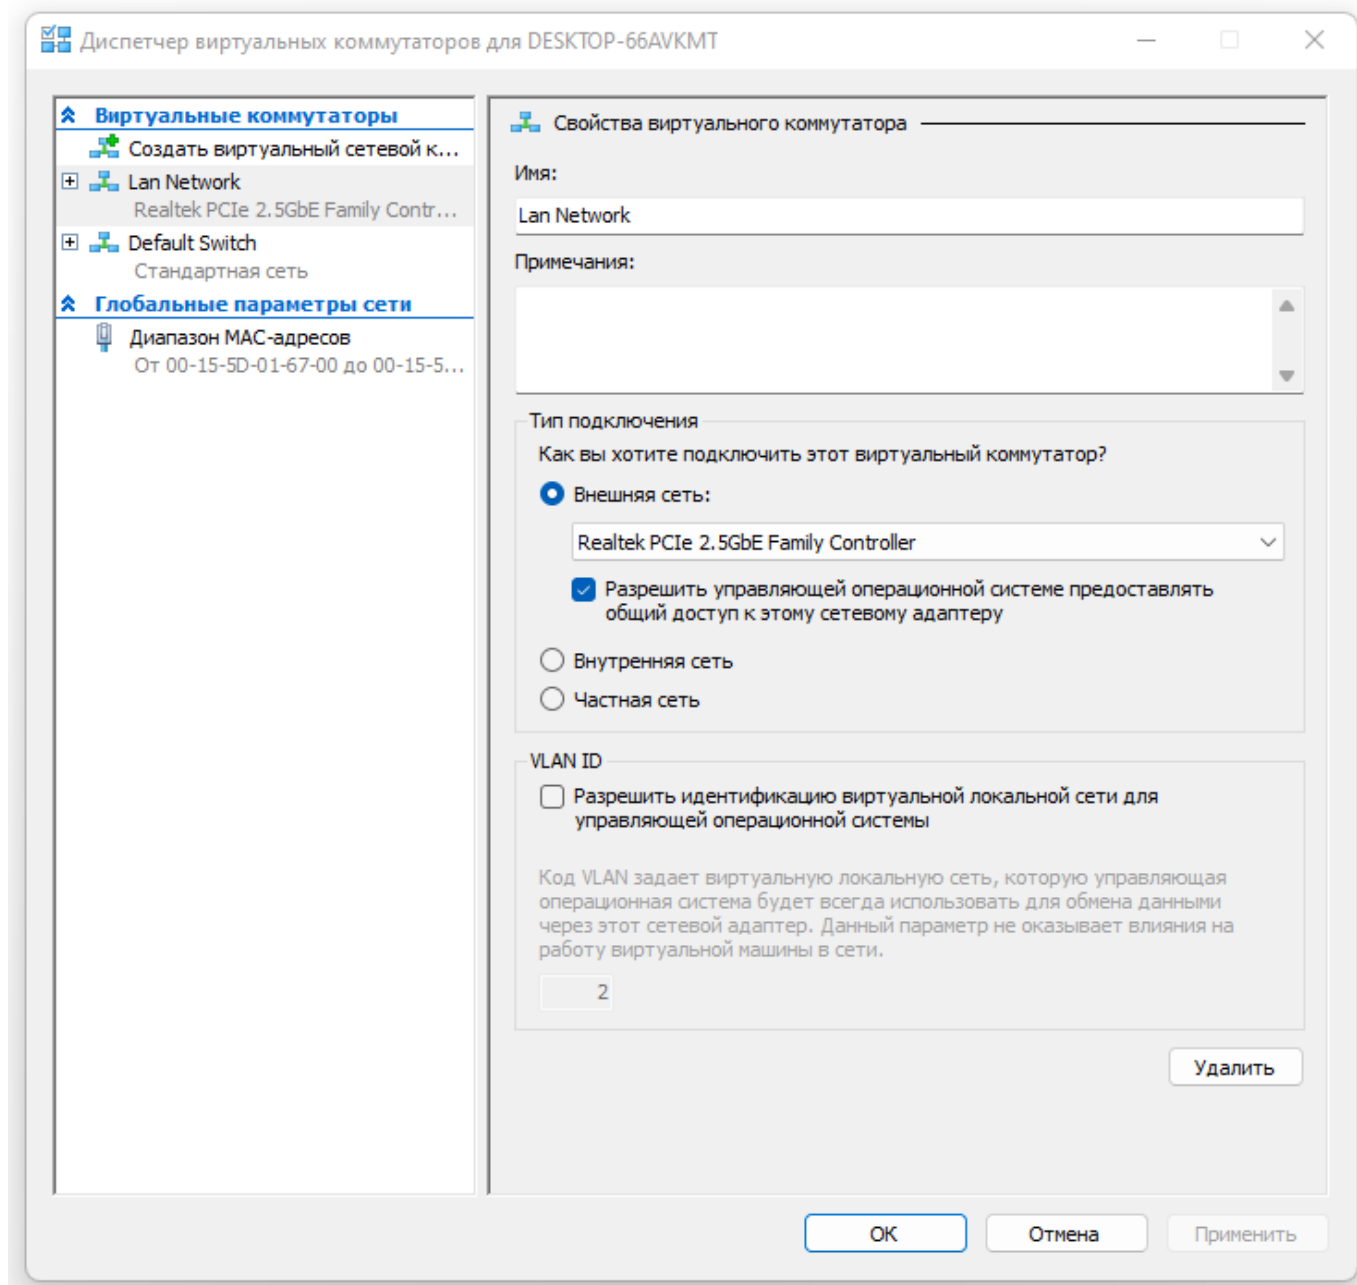 Диспетчер виртуальных коммутаторов для DESKTOP-66AVKMT
Виртуальные коммутаторы
Создать виртуальный сетевой к...
Lan Network
Realtek PCIe 2.5GbE Family Contr...
Default Switch
Стандартная сеть
Глобальные параметры сети
Диапазон MAC-адресов
От 00-15-5D-01-67-00 до 00-15-5...
Свойства виртуального коммутатора
Имя:
Lan Network
Примечания:
Тип подключения
Как вы хотите подключить этот виртуальный коммутатор?
Внешняя сеть:
Realtek PCIe 2.5GbE Family Controller
Разрешить управляющей операционной системе предоставлять
общий доступ к этому сетевому адаптеру
Внутренняя сеть
Частная сеть
VLAN ID
Разрешить идентификацию виртуальной локальной сети для
управляющей операционной системы
Код VLAN задает виртуальную локальную сеть, которую управляющая
операционная система будет всегда использовать для обмена данными
через этот сетевой адаптер. Данный параметр не оказывает влияния на
работу виртуальной машины в сети.
2
Удалить
ОК
Отмена
Применить